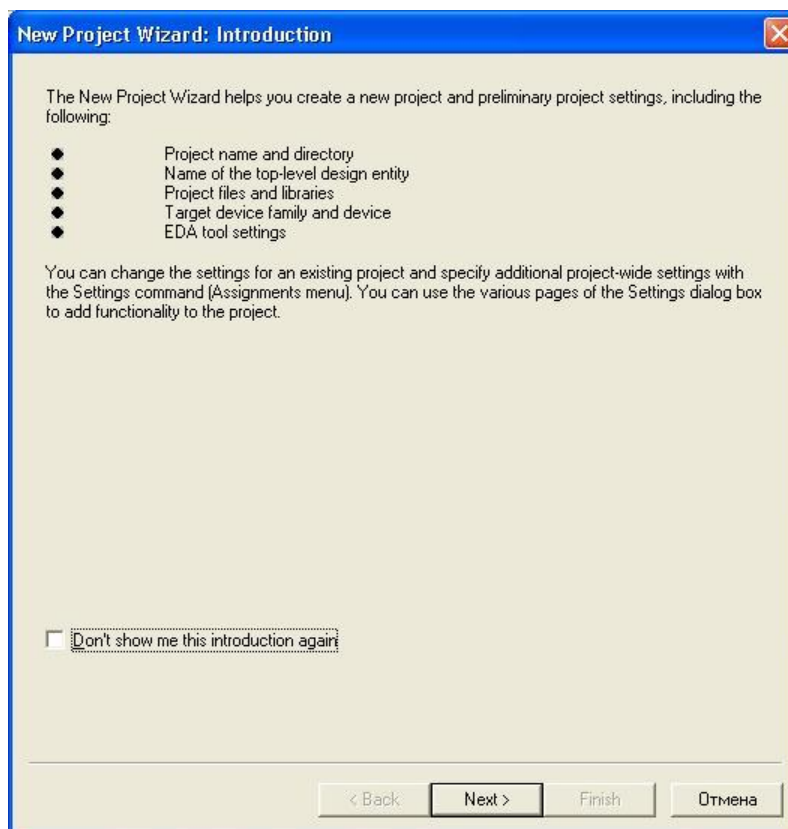 New Project Wizard: Introduction
The New Project Wizard helps you create a new project and preliminary project settings, including the
following:
Project name and directory
Name of the top-level design entity
Project files and libraries
Target device family and device
EDA tool settings
You can change the settings for an existing project and specify additional project-wide settings with
the Settings command (Assignments menu). You can use the various pages of the Settings dialog box
to add functionality to the project.
Don't show me this introduction again
< Back Next > Finish Отмена